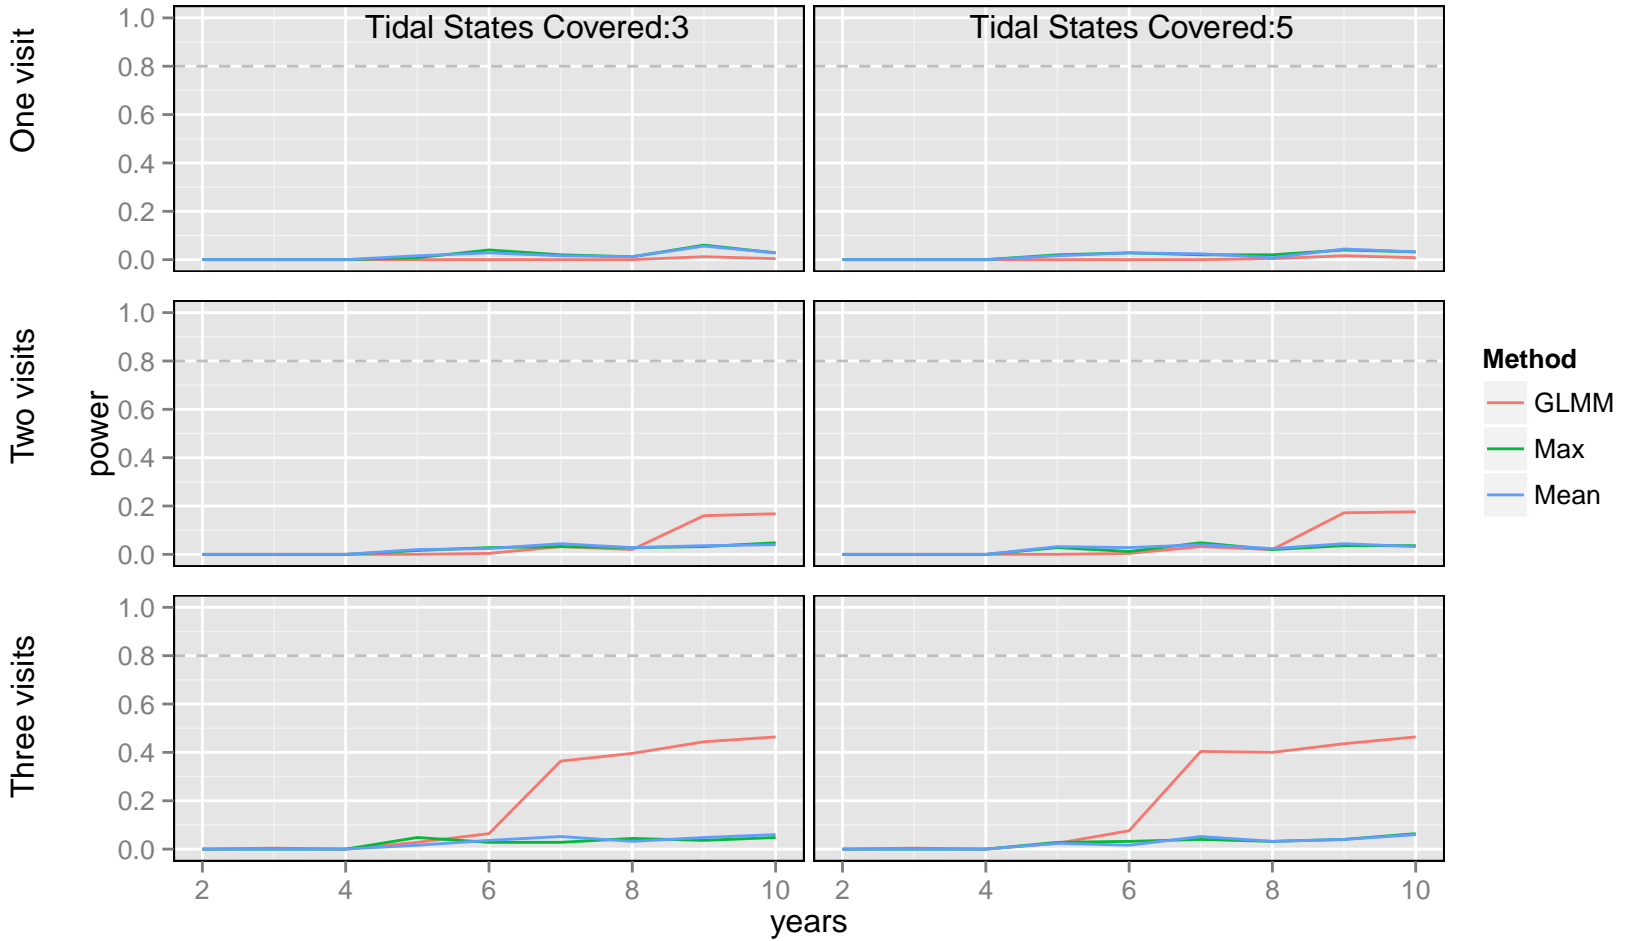 Tidal States Covered:3
Tidal States Covered:5
One visit
1.0
0.8
0.6
0.4
0.2
0.0
Two visits
power
1.0
0.8
0.6
0.4
0.2
0.0
Three visits
1.0
0.8
0.6
0.4
0.2
0.0
2 4 6 8 10
2 4 6 8 10
years
Method
GLMM
Max
Mean